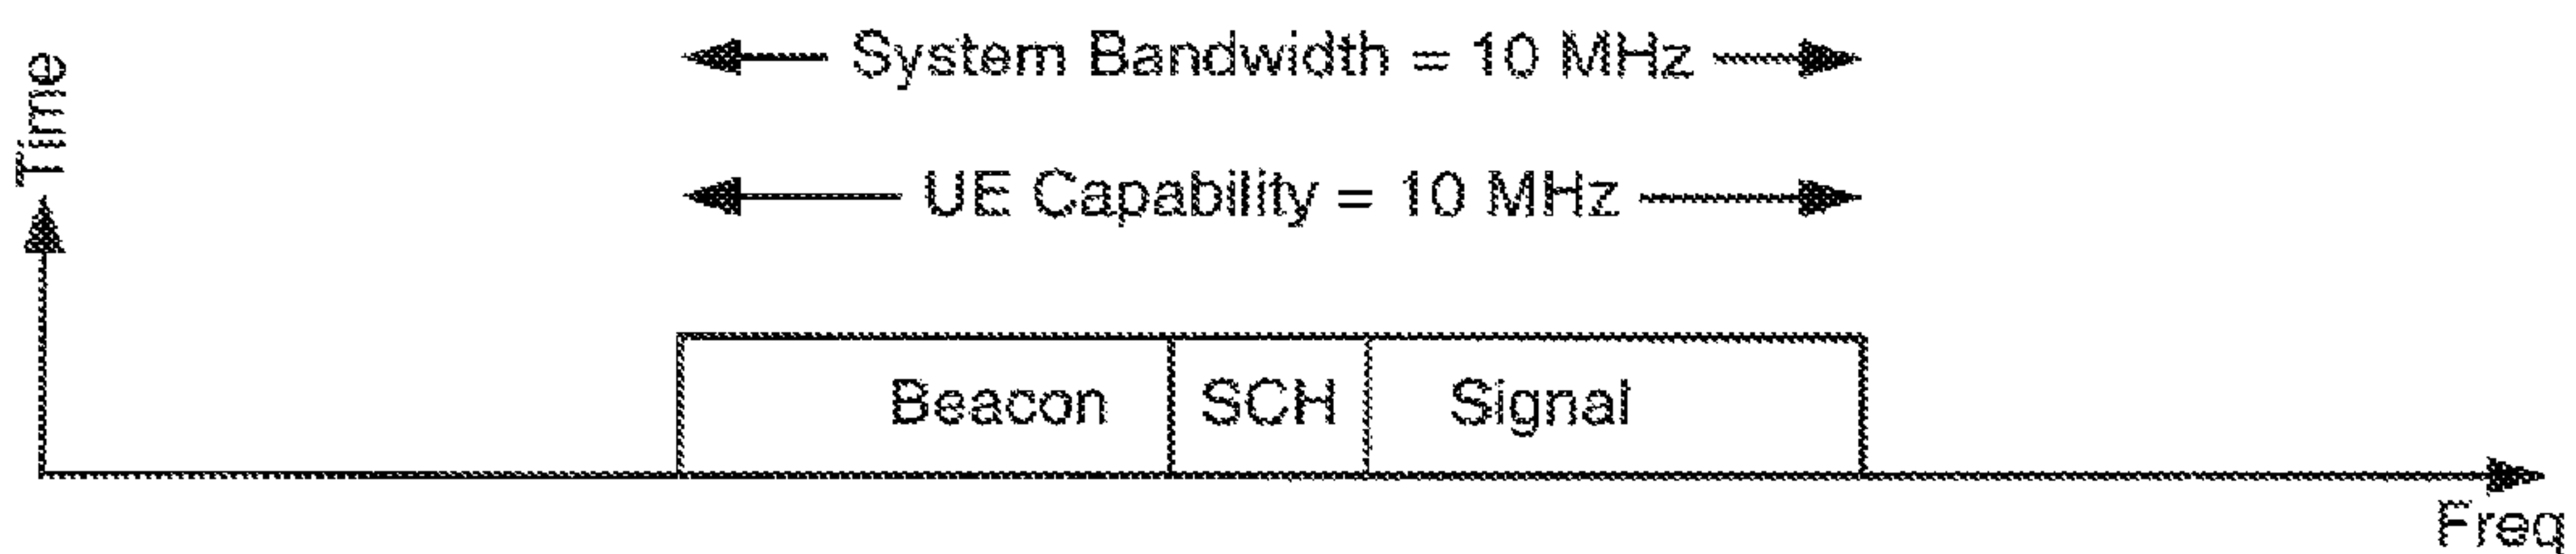 System Bandwidth = 10 MHz
Time
UE Capability = 10 MHz
Beacon SCH Signal
Freq